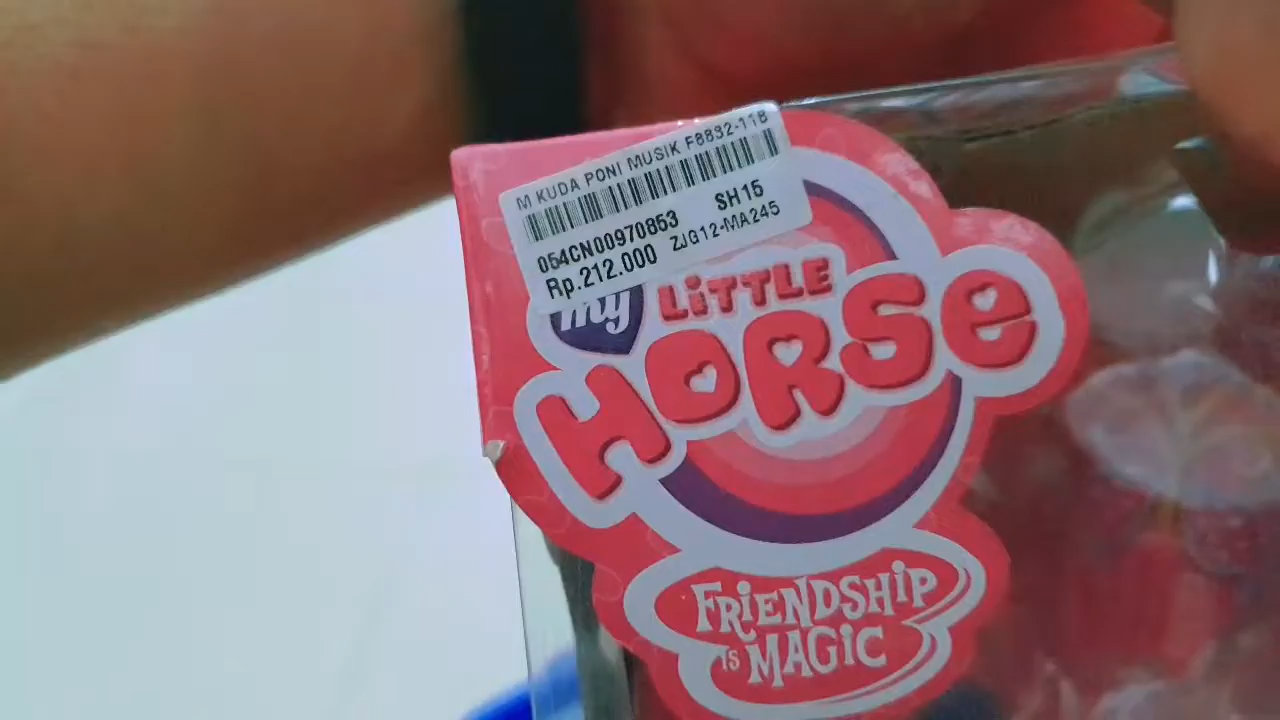 M KUDA PONI MUSIK F8832-118
054CN00970853 SH15
Rp.212.000 ZJG12-MA245
my LiTTLE
HORSe
FRiENDSHiP
iS MAGiC